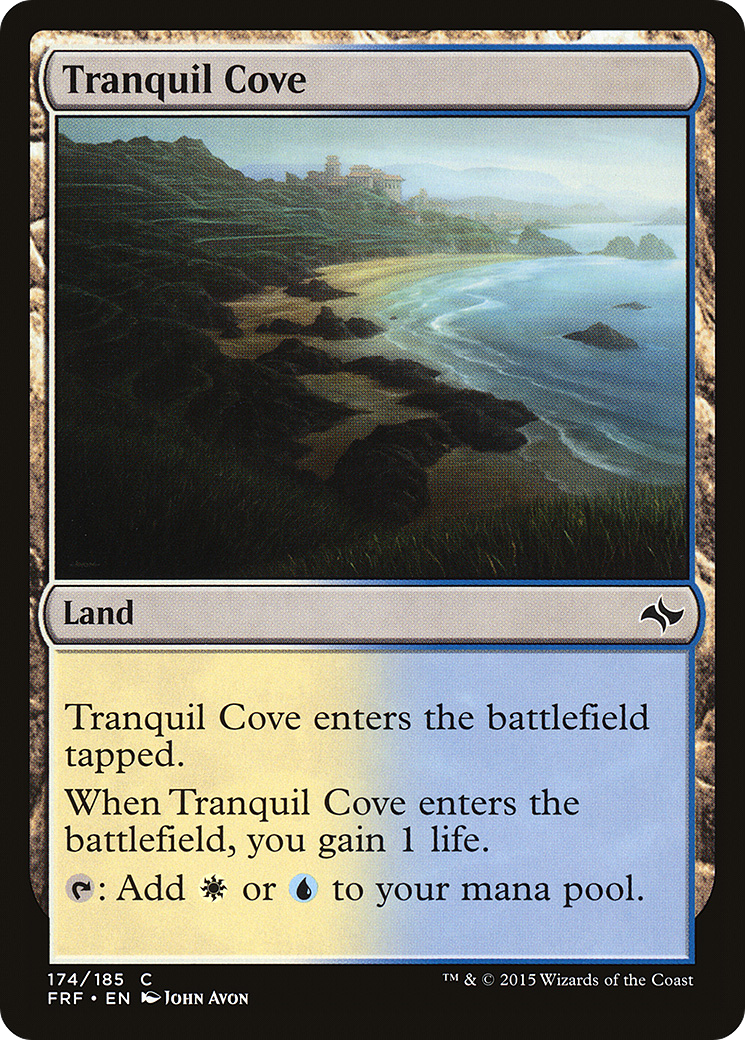 Tranquil Cove
Land
Tranquil Cove enters the battlefield
tapped.
When Tranquil Cove enters the
battlefield, you gain 1 life.
: Add or to your mana pool.
174/185 C
™ & © 2015 Wizards of the Coast
FRF • EN John Avon